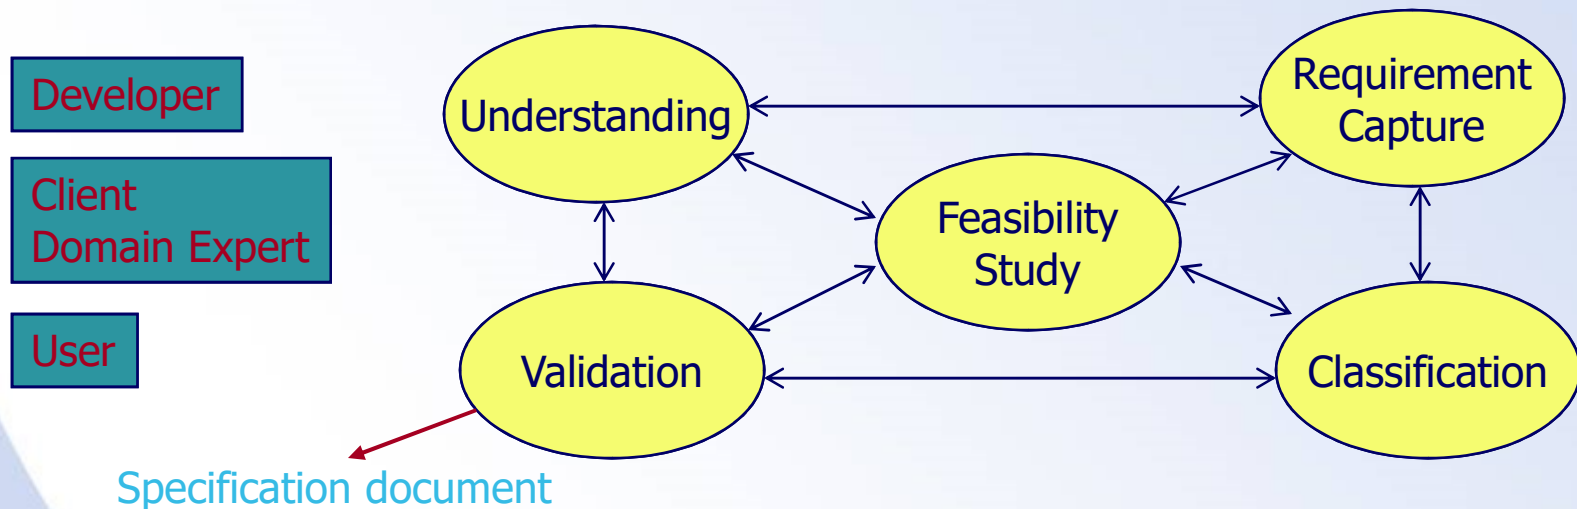 Developer
Client
Domain Expert
User
Understanding
Requirement
Capture
Feasibility
Study
Validation
Classification
Specification document